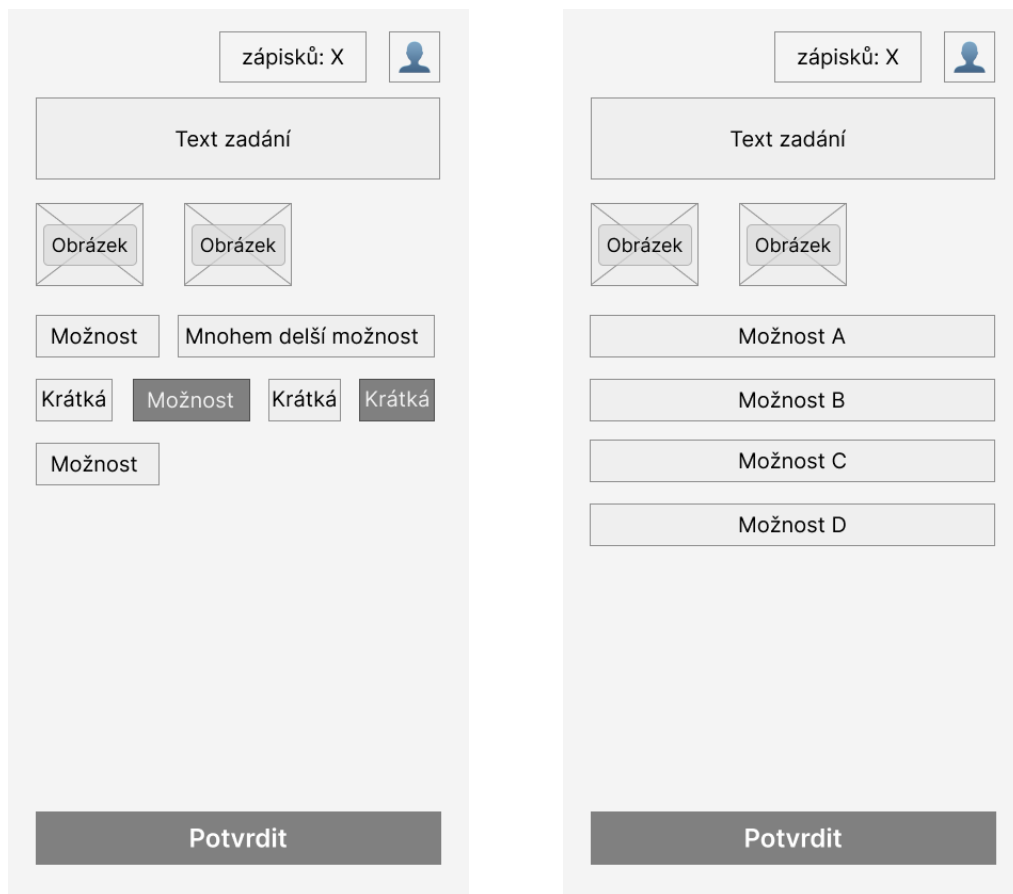 zápisků: X
Text zadání
Obrázek
Obrázek
Možnost
Mnohem delší možnost
Krátká
Možnost
Krátká
Krátká
Možnost
Potvrdit
zápisků: X
Text zadání
Obrázek
Obrázek
Možnost A
Možnost B
Možnost C
Možnost D
Potvrdit